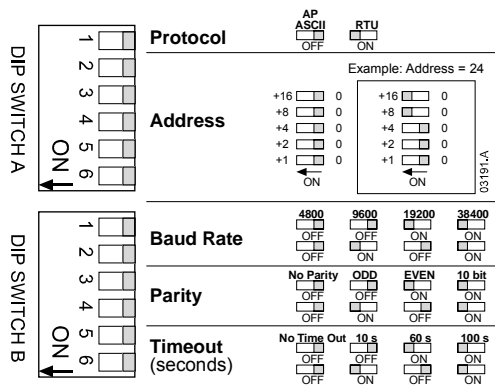 DIP SWITCH A
1
2
3
4
5
6
ON
Protocol
AP
ASCII RTU
OFF ON
Address
+16 0
+8 0
+4 0
+2 0
+1 0
ON
Example: Address = 24
+16 0
+8 0
+4 0
+2 0
+1 0
ON
03191-A
DIP SWITCH B
1
2
3
4
5
6
ON
Baud Rate
4800 9600 19200 38400
OFF OFF ON ON
OFF ON OFF ON
Parity
No Parity ODD EVEN 10 bit
OFF OFF ON ON
OFF ON OFF ON
Timeout
(seconds)
No Time Out 10 s 60 s 100 s
OFF OFF ON ON
OFF ON OFF ON